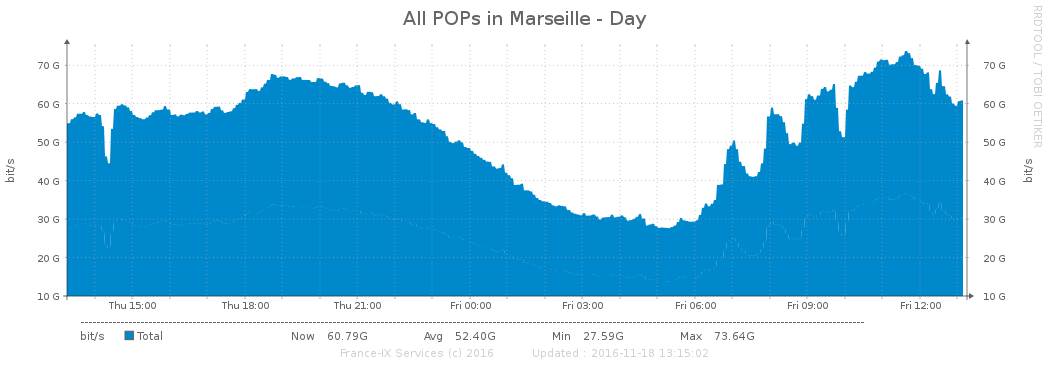 All POPs in Marseille - Day
RRDTOOL / TOBI OETIKER
bit/s
70 G 70 G
60 G 60 G
50 G 50 G
40 G 40 G
30 G 30 G
20 G 20 G
10 G 10 G
bit/s
Thu 15:00 Thu 18:00 Thu 21:00 Fri 00:00 Fri 03:00 Fri 06:00 Fri 09:00 Fri 12:00
bit/s Total Now 60.79G Avg 52.40G Min 27.59G Max 73.64G
France-IX Services (c) 2016 Updated : 2016-11-18 13:15:02